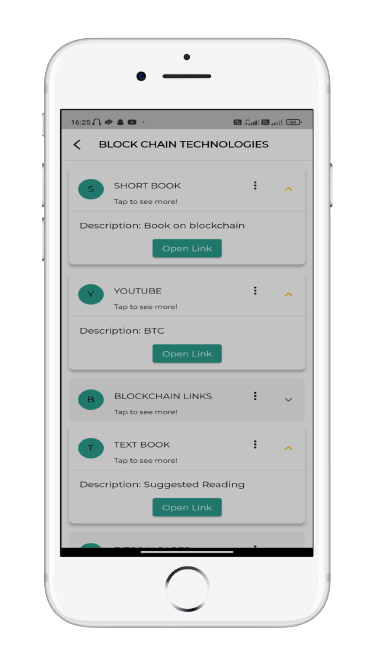 16:25
BLOCK CHAIN TECHNOLOGIES
S
SHORT BOOK
Tap to see more!
Description: Book on blockchain
Open Link
Y
YOUTUBE
Tap to see more!
Description: BTC
Open Link
B
BLOCKCHAIN LINKS
Tap to see more!
T
TEXT BOOK
Tap to see more!
Description: Suggested Reading
Open Link